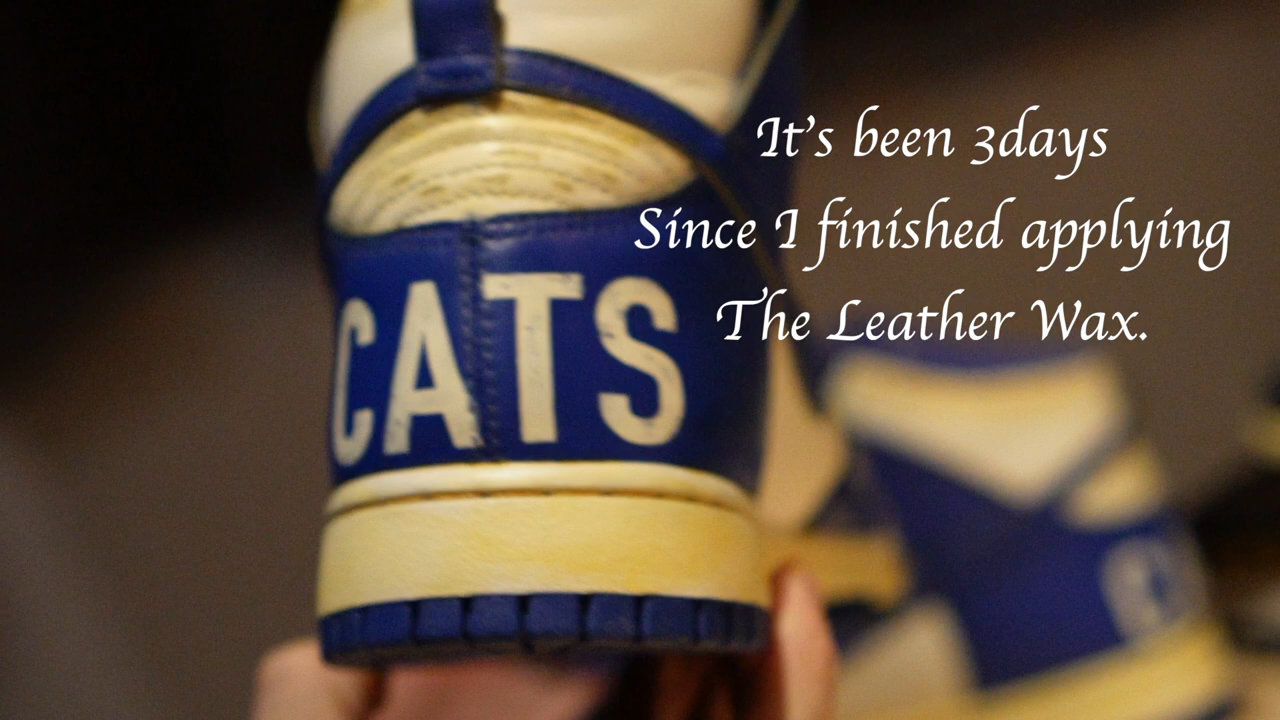 It's been 3days
Since I finished applying
The Leather Wax.
CATS